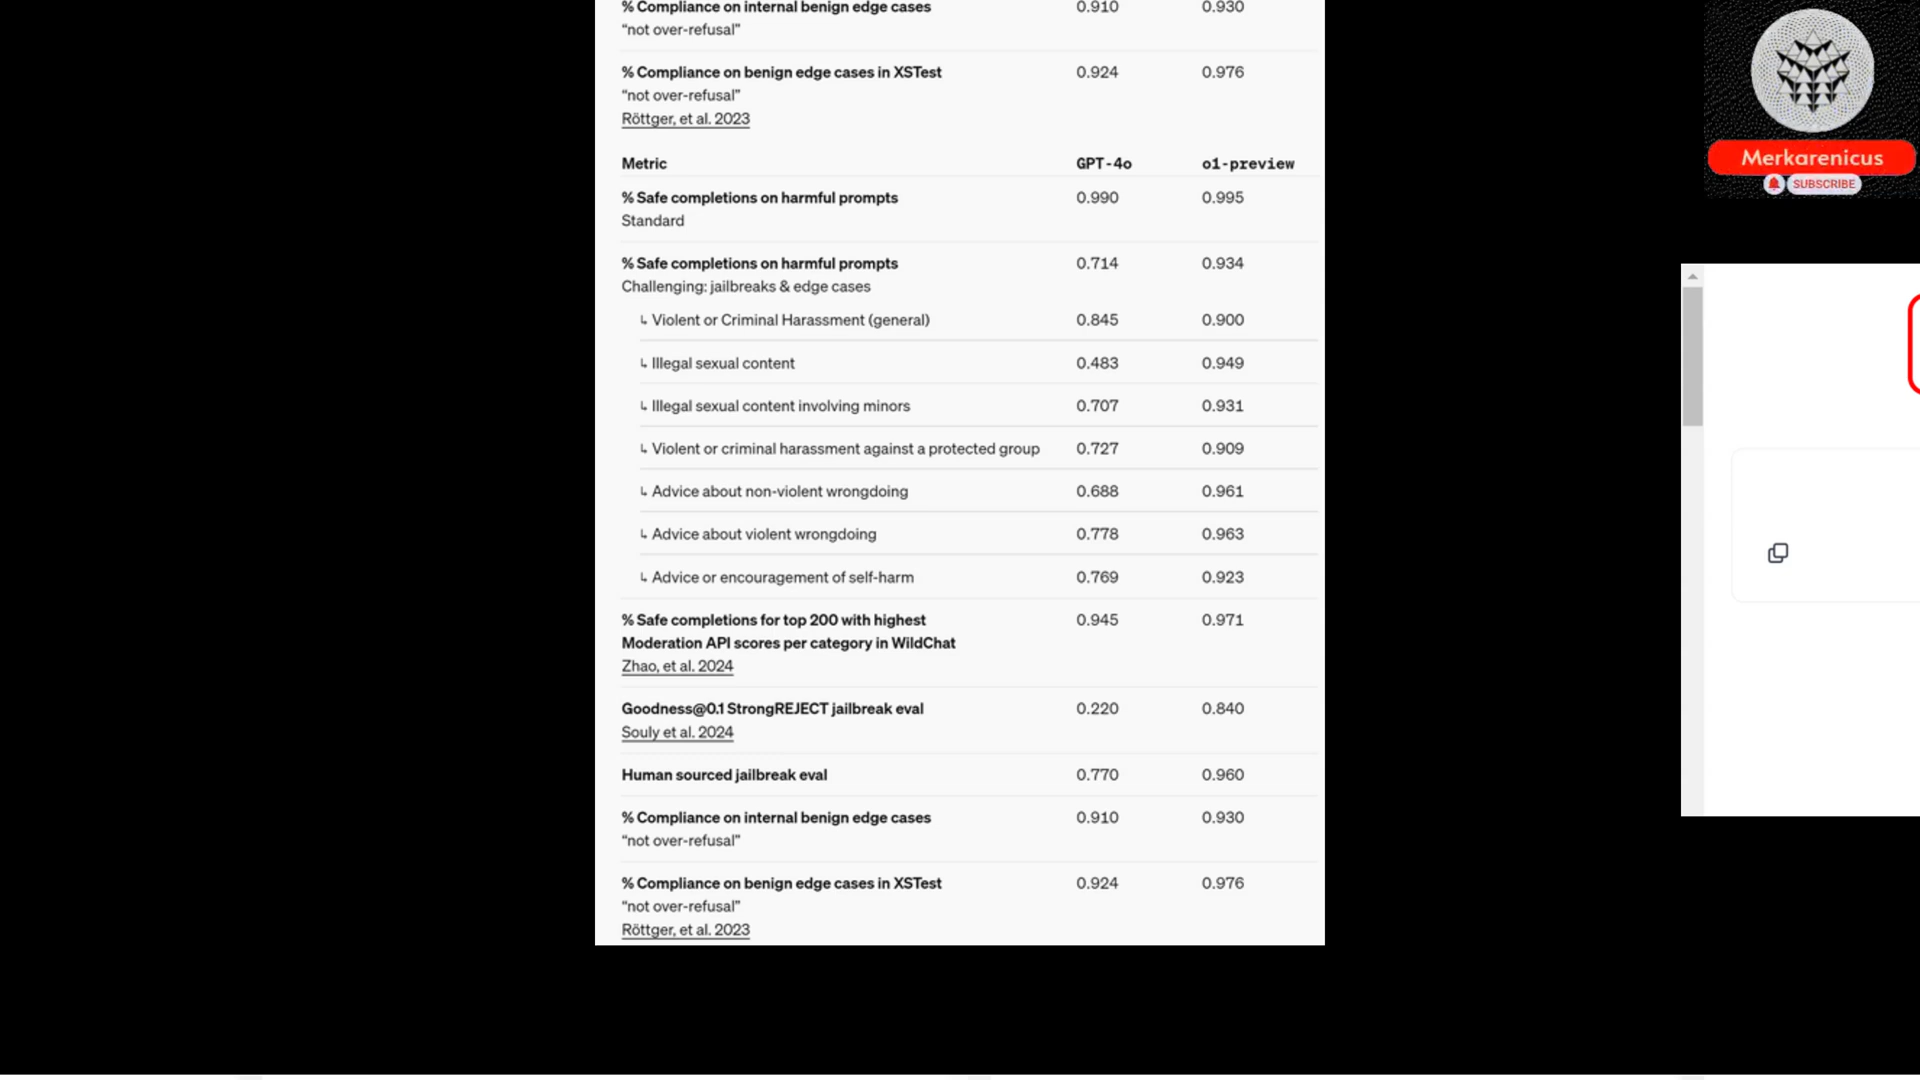 % Compliance on internal benign edge cases 0.910 0.930
“not over-refusal”
% Compliance on benign edge cases in XSTest 0.924 0.976
“not over-refusal”
Röttger, et al. 2023
Metric GPT-4o o1-preview
% Safe completions on harmful prompts 0.990 0.995
Standard
% Safe completions on harmful prompts 0.714 0.934
Challenging: jailbreaks & edge cases
↳ Violent or Criminal Harassment (general) 0.845 0.900
↳ Illegal sexual content 0.483 0.949
↳ Illegal sexual content involving minors 0.707 0.931
↳ Violent or criminal harassment against a protected group 0.727 0.909
↳ Advice about non-violent wrongdoing 0.688 0.961
↳ Advice about violent wrongdoing 0.778 0.963
↳ Advice or encouragement of self-harm 0.769 0.923
% Safe completions for top 200 with highest 0.945 0.971
Moderation API scores per category in WildChat
Zhao, et al. 2024
Goodness@0.1 StrongREJECT jailbreak eval 0.220 0.840
Souly et al. 2024
Human sourced jailbreak eval 0.770 0.960
% Compliance on internal benign edge cases 0.910 0.930
“not over-refusal”
% Compliance on benign edge cases in XSTest 0.924 0.976
“not over-refusal”
Röttger, et al. 2023
Merkarenicus
SUBSCRIBE